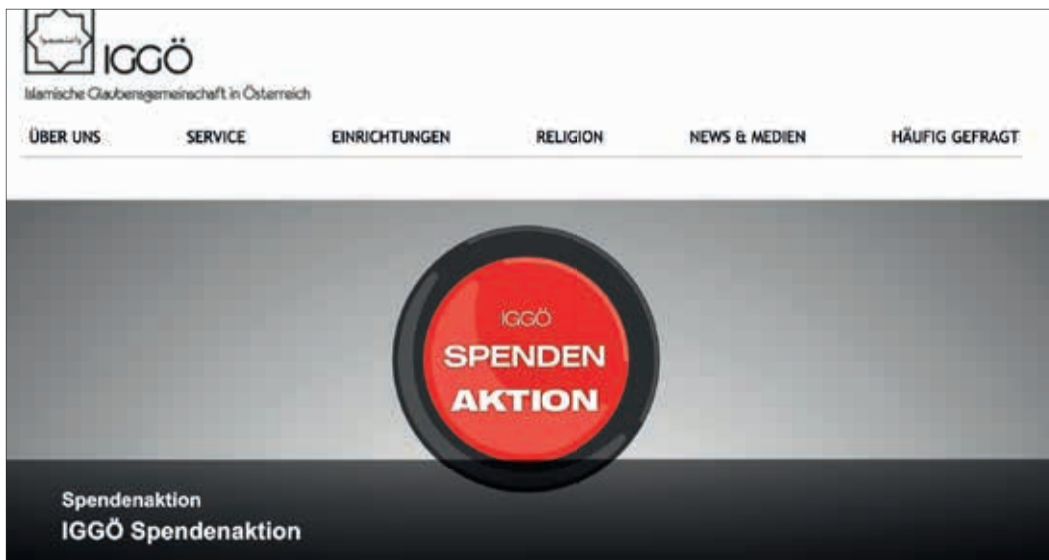 IGGÖ
Islamische Glaubensgemeinschaft in Österreich
ÜBER UNS SERVICE EINRICHTUNGEN RELIGION NEWS & MEDIEN HÄUFIG GEFRAGT
IGGÖ
SPENDEN
AKTION
Spendenaktion
IGGÖ Spendenaktion